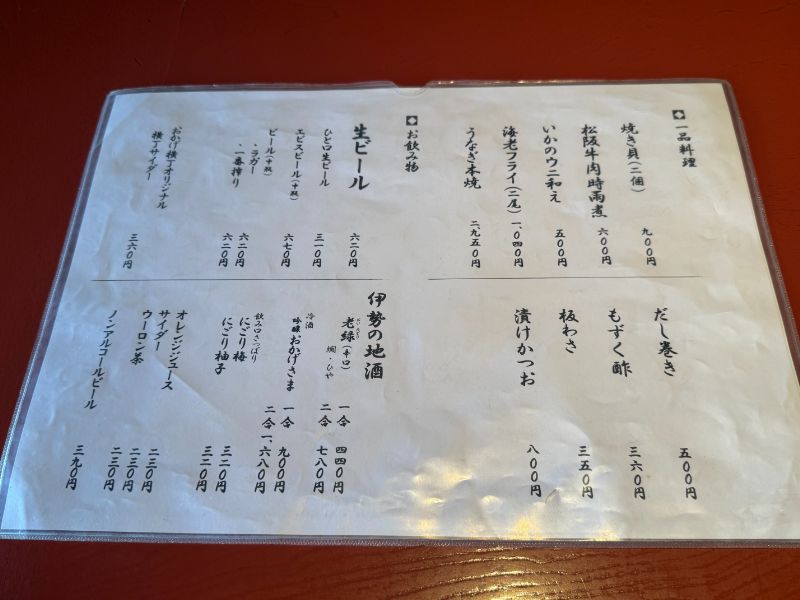 一品料理
焼き貝(二個) 九〇〇円
松阪牛肉時雨煮 六〇〇円
いかのウニ和え 五〇〇円
海老フライ(二尾) 一、〇四〇円
うなぎ本焼 二、九五〇円
だし巻き 五〇〇円
もずく酢 三六〇円
板わさ 三五〇円
漬けかつお 八〇〇円
お飲み物
生ビール 六二〇円
ひと口生ビール 三一〇円
エビスビール(中瓶) 六七〇円
ビール(中瓶)
・ラガー 六二〇円
・一番搾り 六二〇円
おかげ横丁オリジナル
横丁サイダー 三六〇円
伊勢の地酒
老緑(辛口) 一合 四四〇円
燗・ひや 二合 七八〇円
冷酒
吟醸おかげさま 一合 九〇〇円
二合 一、六八〇円
飲み口さっぱり
にごり梅 三二〇円
にごり柚子 三二〇円
オレンジジュース 二三〇円
サイダー 二三〇円
ウーロン茶 二三〇円
ノンアルコールビール 三九〇円